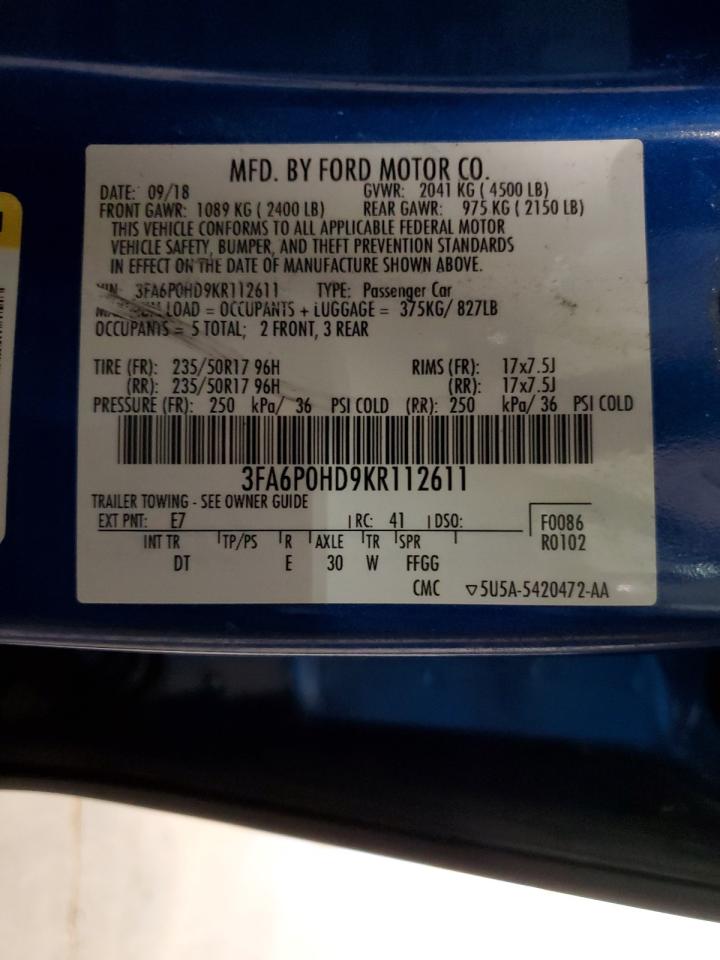 MFD. BY FORD MOTOR CO.
DATE: 09/18 GVWR: 2041 KG ( 4500 LB)
FRONT GAWR: 1089 KG ( 2400 LB) REAR GAWR: 975 KG ( 2150 LB)
THIS VEHICLE CONFORMS TO ALL APPLICABLE FEDERAL MOTOR
VEHICLE SAFETY, BUMPER, AND THEFT PREVENTION STANDARDS
IN EFFECT ON THE DATE OF MANUFACTURE SHOWN ABOVE.
VIN: 3FA6P0HD9KR112611 TYPE: Passenger Car
MAXIMUM LOAD = OCCUPANTS + LUGGAGE = 375KG/ 827LB
OCCUPANTS = 5 TOTAL; 2 FRONT, 3 REAR
TIRE (FR): 235/50R17 96H RIMS (FR): 17x7.5J
(RR): 235/50R17 96H (RR): 17x7.5J
PRESSURE (FR): 250 kPa/ 36 PSI COLD (RR): 250 kPa/ 36 PSI COLD
3FA6P0HD9KR112611
TRAILER TOWING - SEE OWNER GUIDE
EXT PNT: E7 RC: 41 DSO: F0086
R0102
INT TR TP/PS R AXLE TR SPR
DT E 30 W FFGG
CMC ▽5U5A-5420472-AA